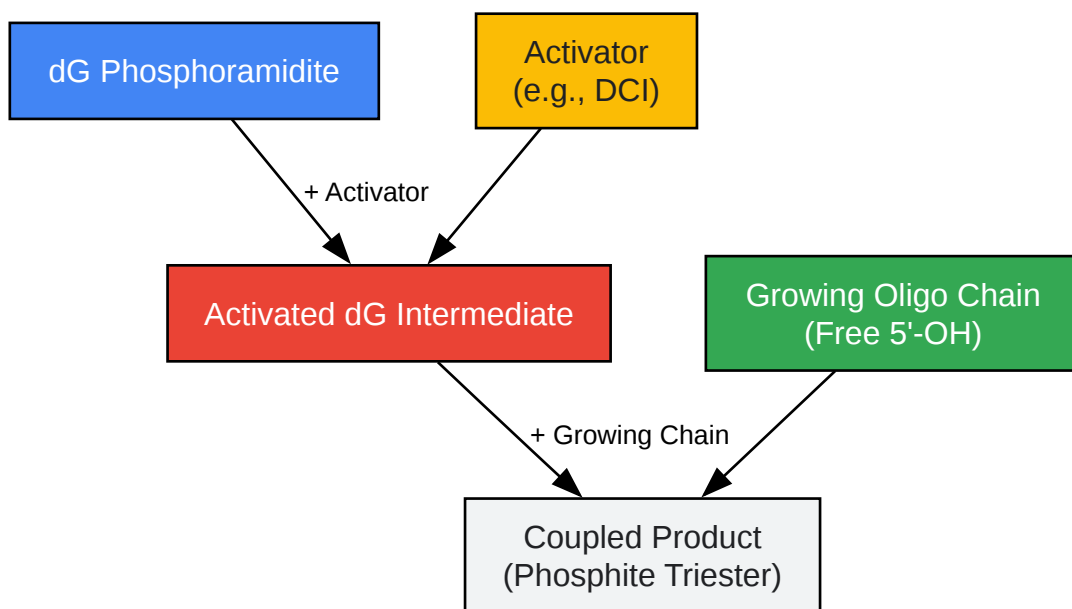 dG Phosphoramidite
Activator
(e.g., DCI)
+ Activator
Activated dG Intermediate
Growing Oligo Chain
(Free 5'-OH)
+ Growing Chain
Coupled Product
(Phosphite Triester)